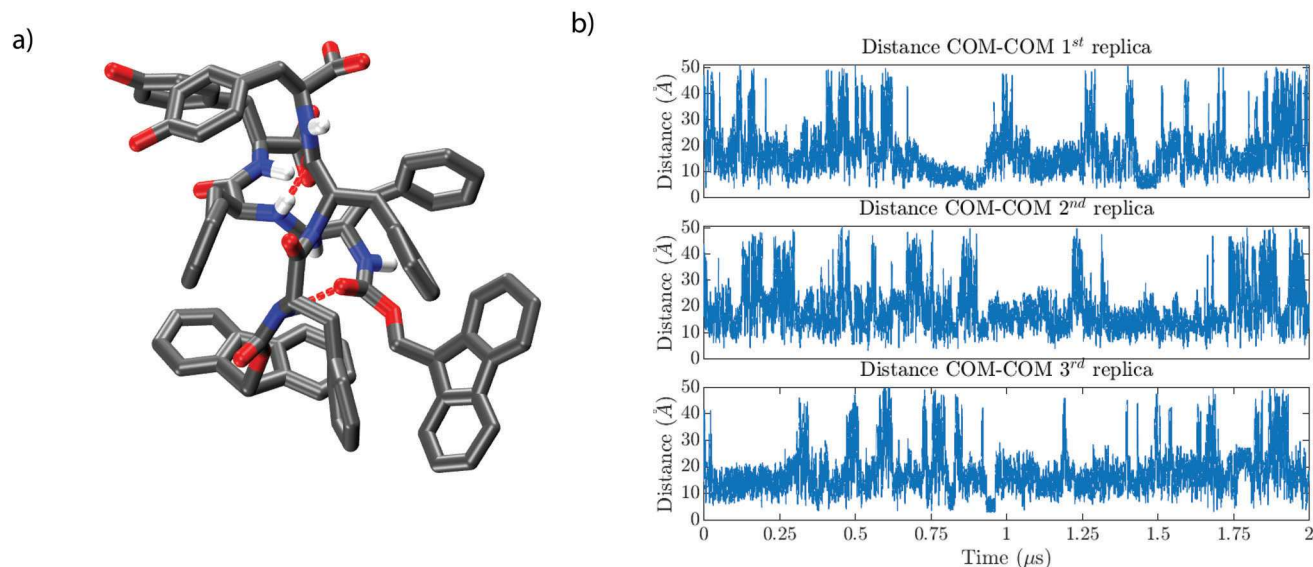 a)
b)
Distance COM-COM 1st replica
Distance (Å)
50
40
30
20
10
0
Distance COM-COM 2nd replica
Distance (Å)
50
40
30
20
10
0
Distance COM-COM 3rd replica
Distance (Å)
50
40
30
20
10
0
0 0.25 0.5 0.75 1 1.25 1.5 1.75 2
Time (μs)